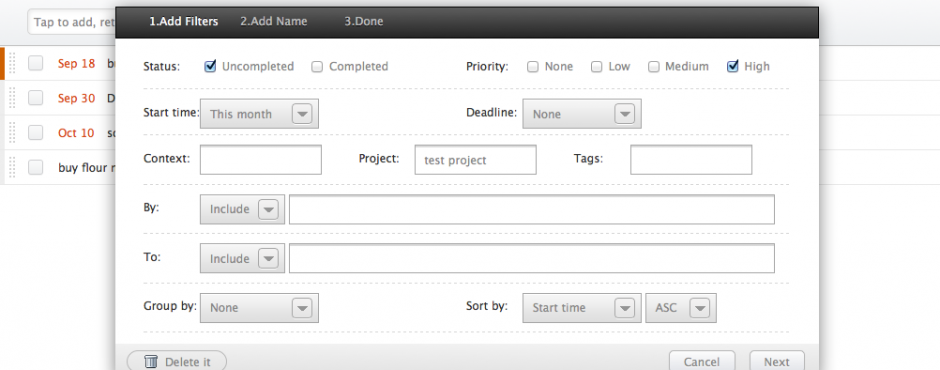 Tap to add, ret
1.Add Filters 2.Add Name 3.Done
Status: Uncompleted Completed Priority: None Low Medium High
Sep 18
Sep 30 D
Start time: This month Deadline: None
Oct 10 so
Context: Project: test project Tags:
buy flour
By: Include
To: Include
Group by: None Sort by: Start time ASC
Delete it Cancel Next